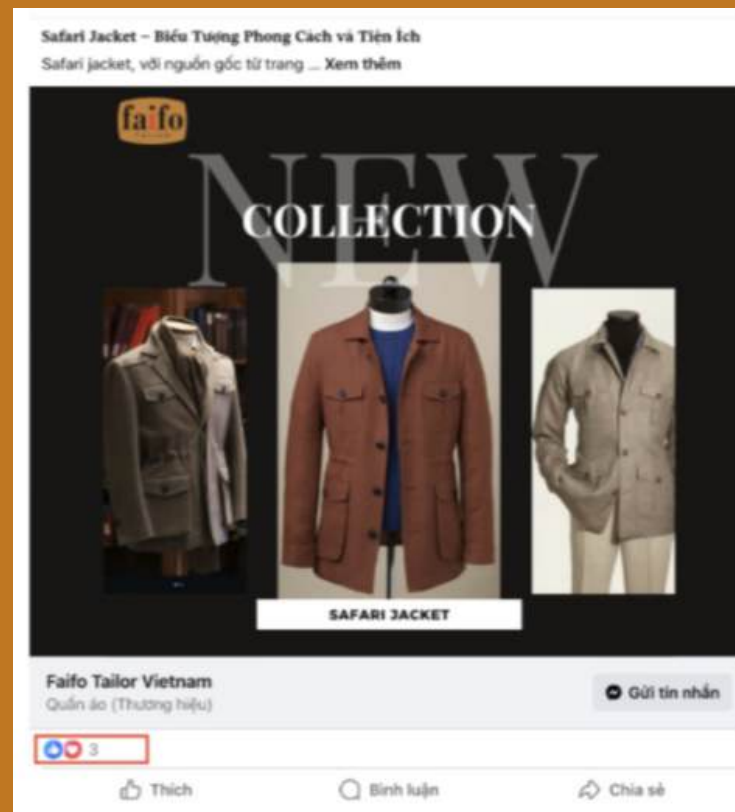 Safari Jacket – Biểu Tượng Phong Cách và Tiện Ích
Safari jacket, với nguồn gốc từ trang ... Xem thêm
faifo
NEW
COLLECTION
SAFARI JACKET
Faifo Tailor Vietnam
Quần áo (Thương hiệu)
Gửi tin nhắn
3
Thích
Bình luận
Chia sẻ